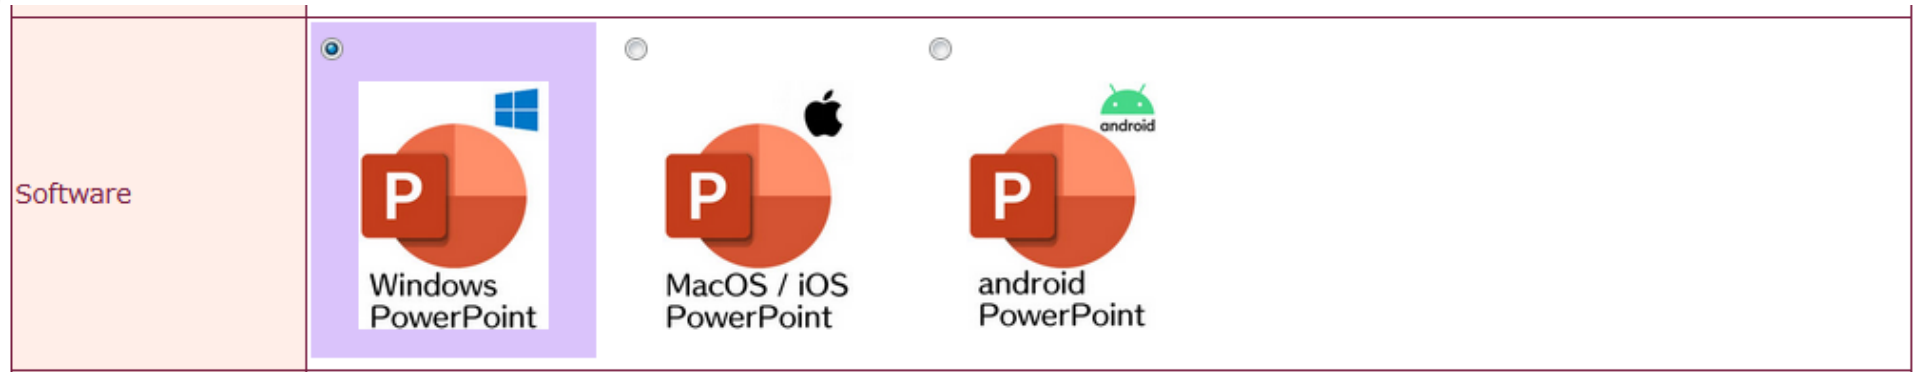 Software
P
Windows
PowerPoint
P
MacOS / iOS
PowerPoint
android
P
android
PowerPoint